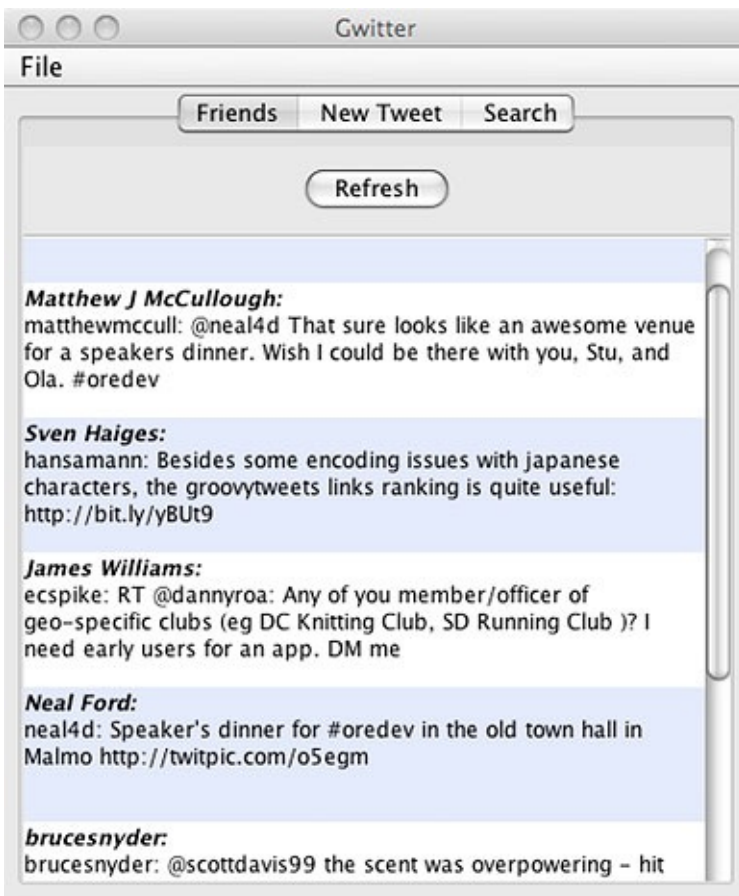 Gwitter
File
Friends New Tweet Search
Refresh
Matthew J McCullough:
matthewmccull: @neal4d That sure looks like an awesome venue
for a speakers dinner. Wish I could be there with you, Stu, and
Ola. #oredev
Sven Haiges:
hansamann: Besides some encoding issues with japanese
characters, the groovytweets links ranking is quite useful:
http://bit.ly/yBUt9
James Williams:
ecspike: RT @dannyroa: Any of you member/officer of
geo-specific clubs (eg DC Knitting Club, SD Running Club )? I
need early users for an app. DM me
Neal Ford:
neal4d: Speaker's dinner for #oredev in the old town hall in
Malmo http://twitpic.com/o5egm
brucesnyder:
brucesnyder: @scottdavis99 the scent was overpowering – hit